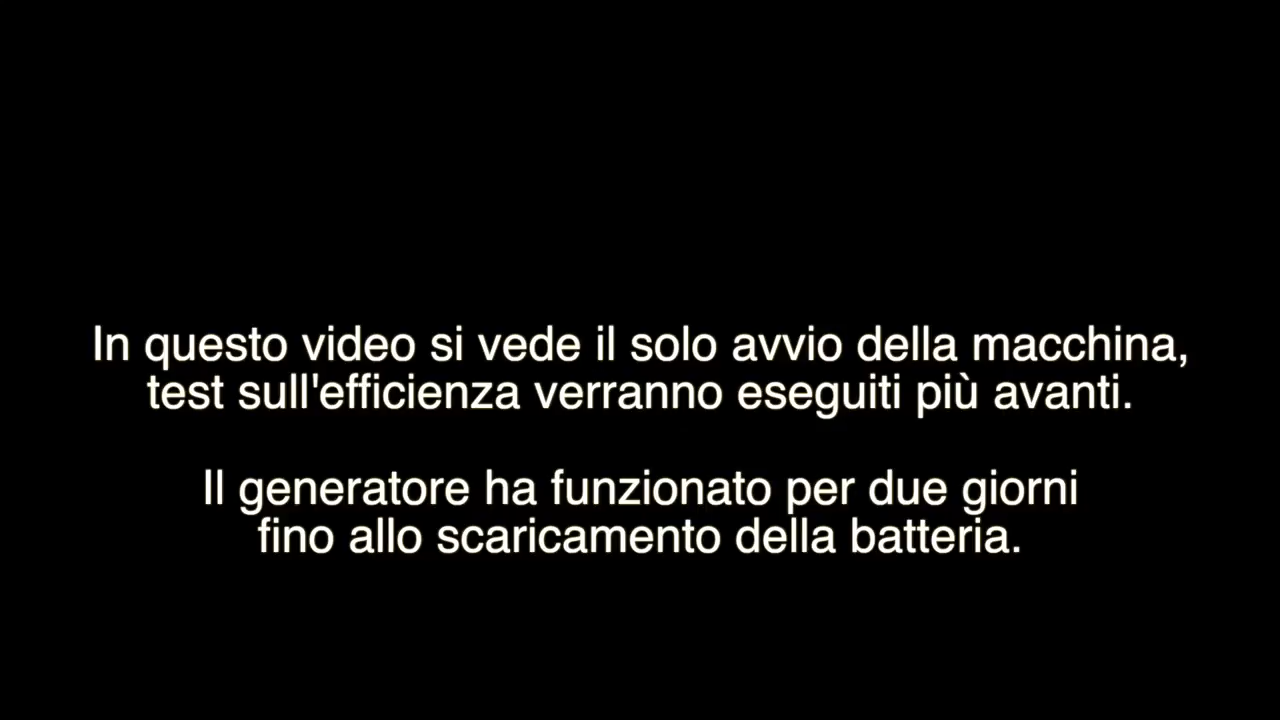 In questo video si vede il solo avvio della macchina,
test sull'efficienza verranno eseguiti più avanti.
Il generatore ha funzionato per due giorni
fino allo scaricamento della batteria.